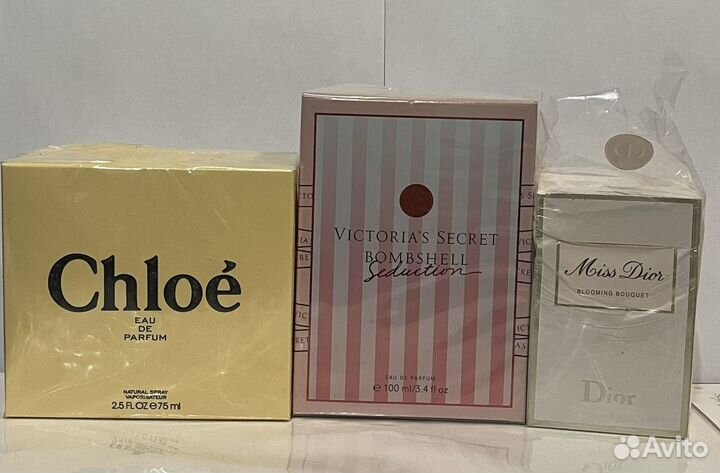 Chloé
EAU
DE
PARFUM
NATURAL SPRAY
VAPORISATEUR
2.5 FL.OZ e 75 ml
VICTORIA'S SECRET
BOMBSHELL
Seduction
EAU DE PARFUM
e 100 ml/3.4 fl oz
Miss Dior
BLOOMING BOUQUET
Dior
Avito